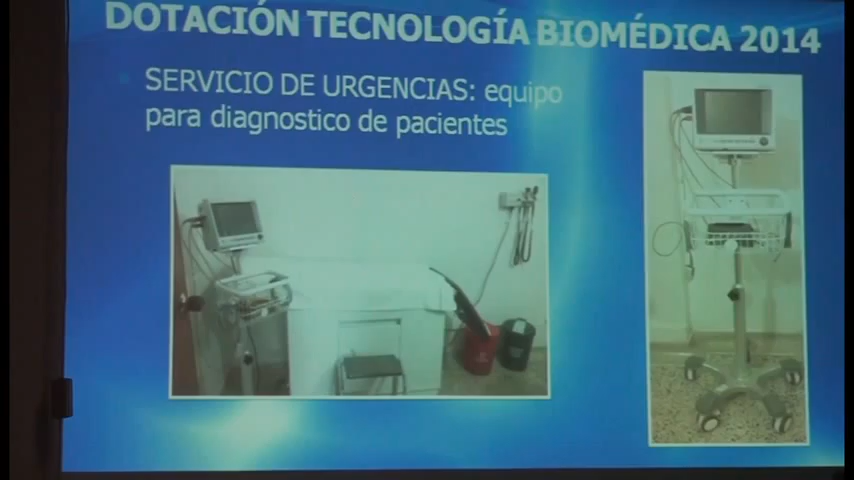 DOTACIÓN TECNOLOGÍA BIOMÉDICA 2014
SERVICIO DE URGENCIAS: equipo
para diagnostico de pacientes